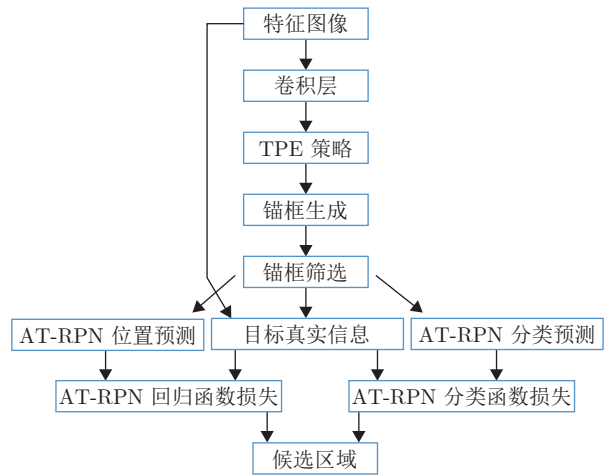 特征图像
卷积层
TPE 策略
锚框生成
锚框筛选
AT-RPN 位置预测
目标真实信息
AT-RPN 分类预测
AT-RPN 回归函数损失
AT-RPN 分类函数损失
候选区域